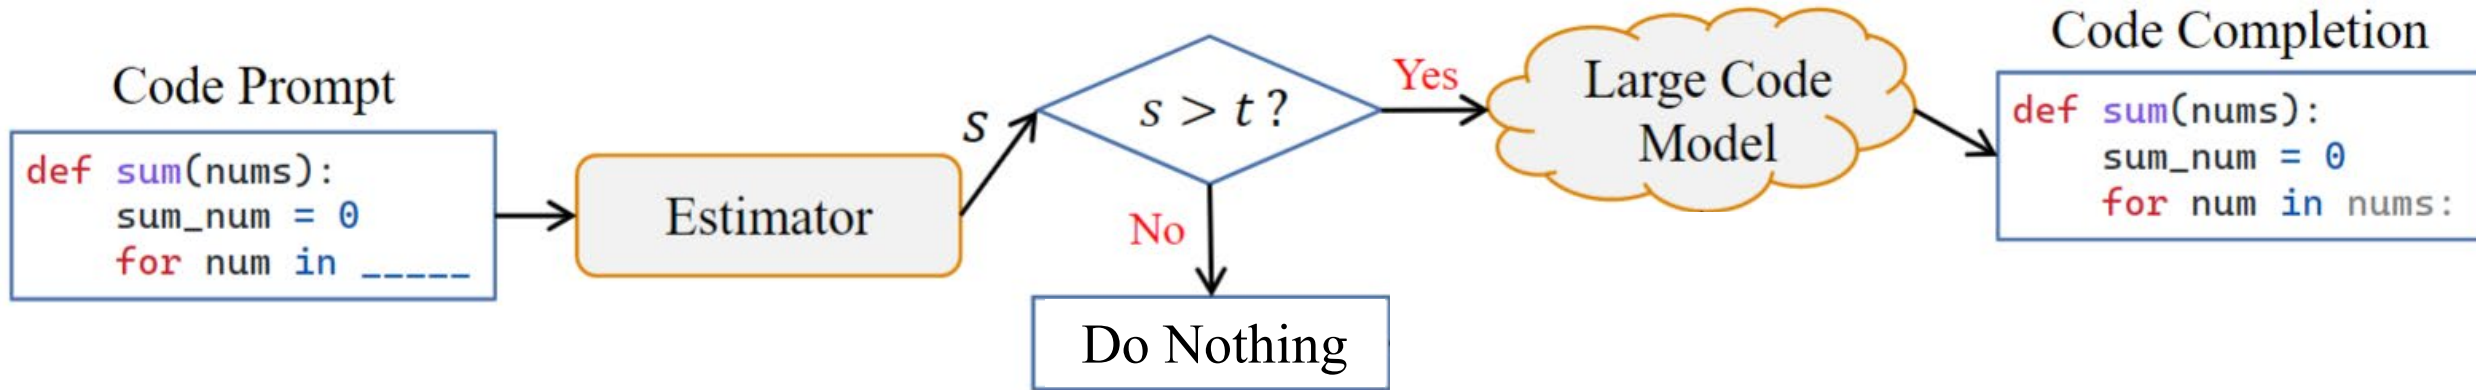 Code Prompt
def sum(nums):
    sum_num = 0
    for num in _____
Estimator
s
s > t ?
Yes
No
Do Nothing
Large Code
Model
Code Completion
def sum(nums):
    sum_num = 0
    for num in nums: